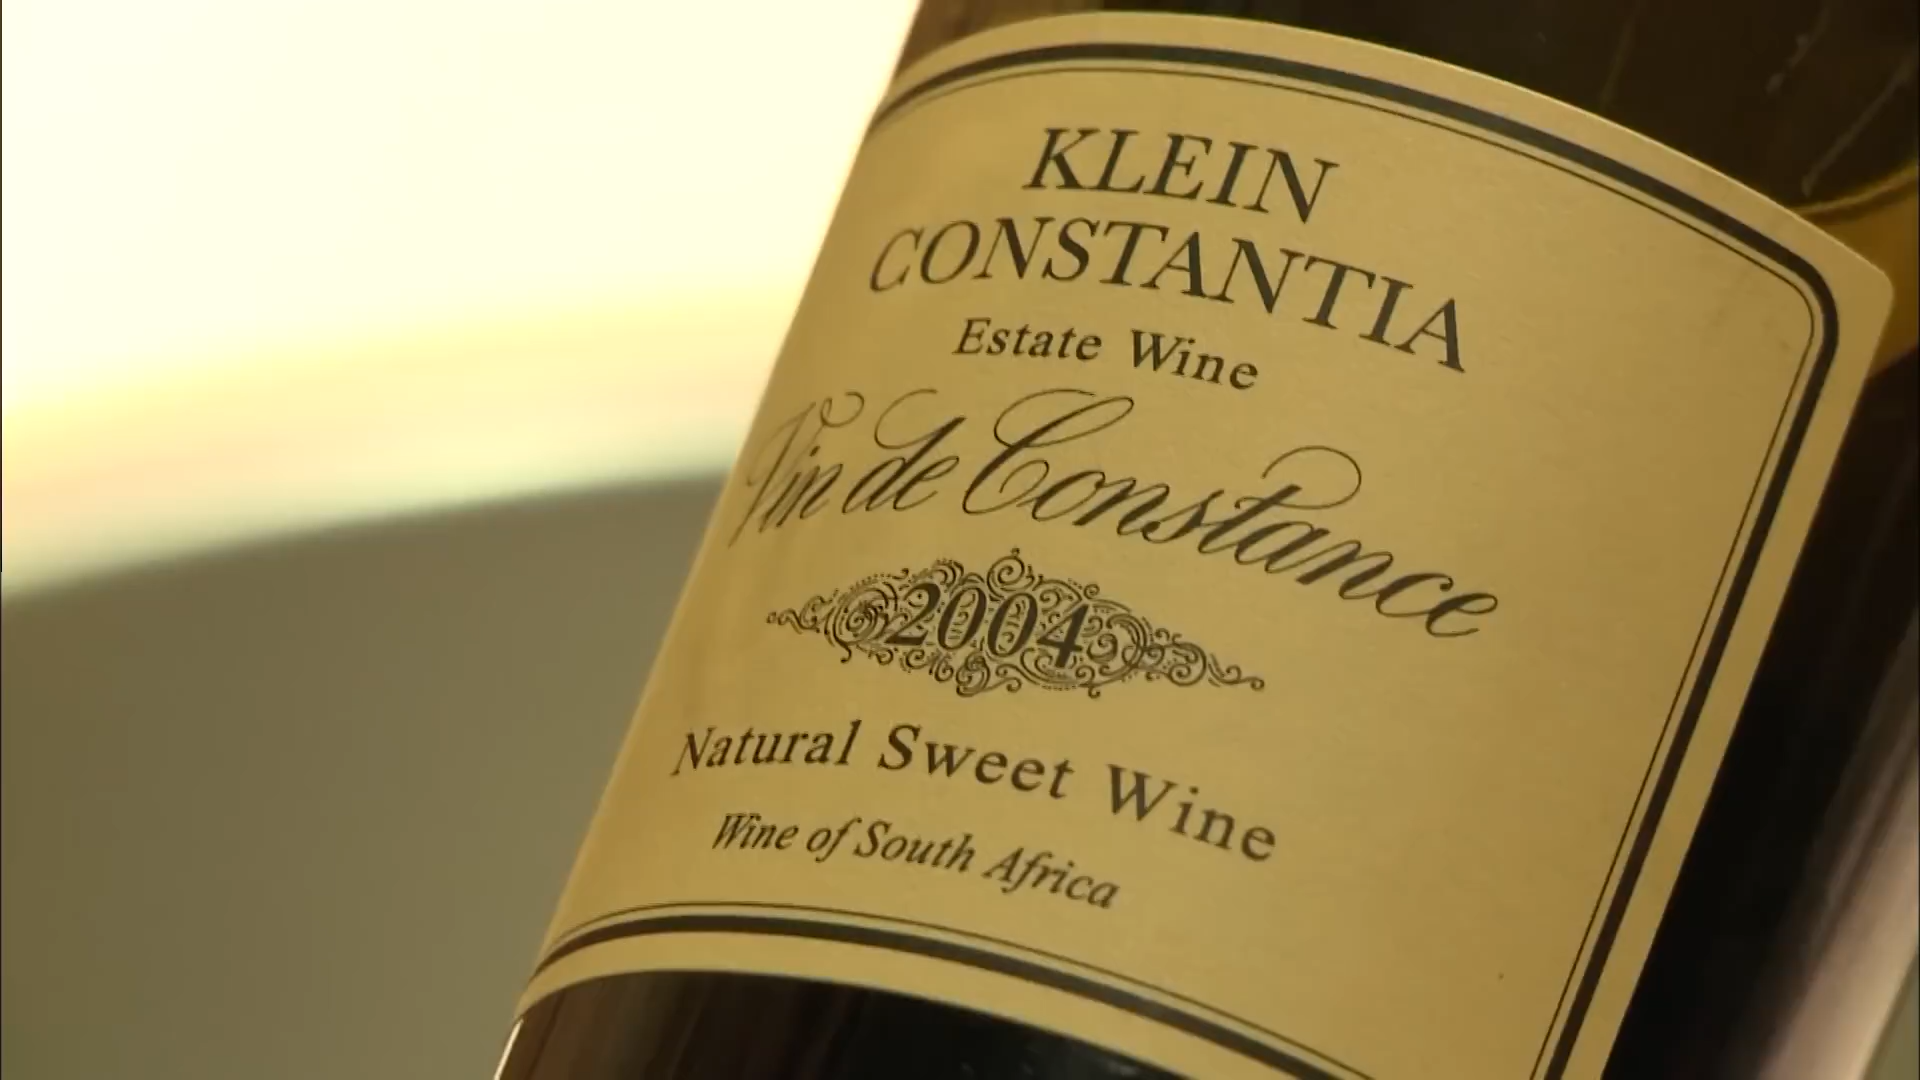 KLEIN
CONSTANTIA
Estate Wine
Vin de Constance
2004
Natural Sweet Wine
Wine of South Africa